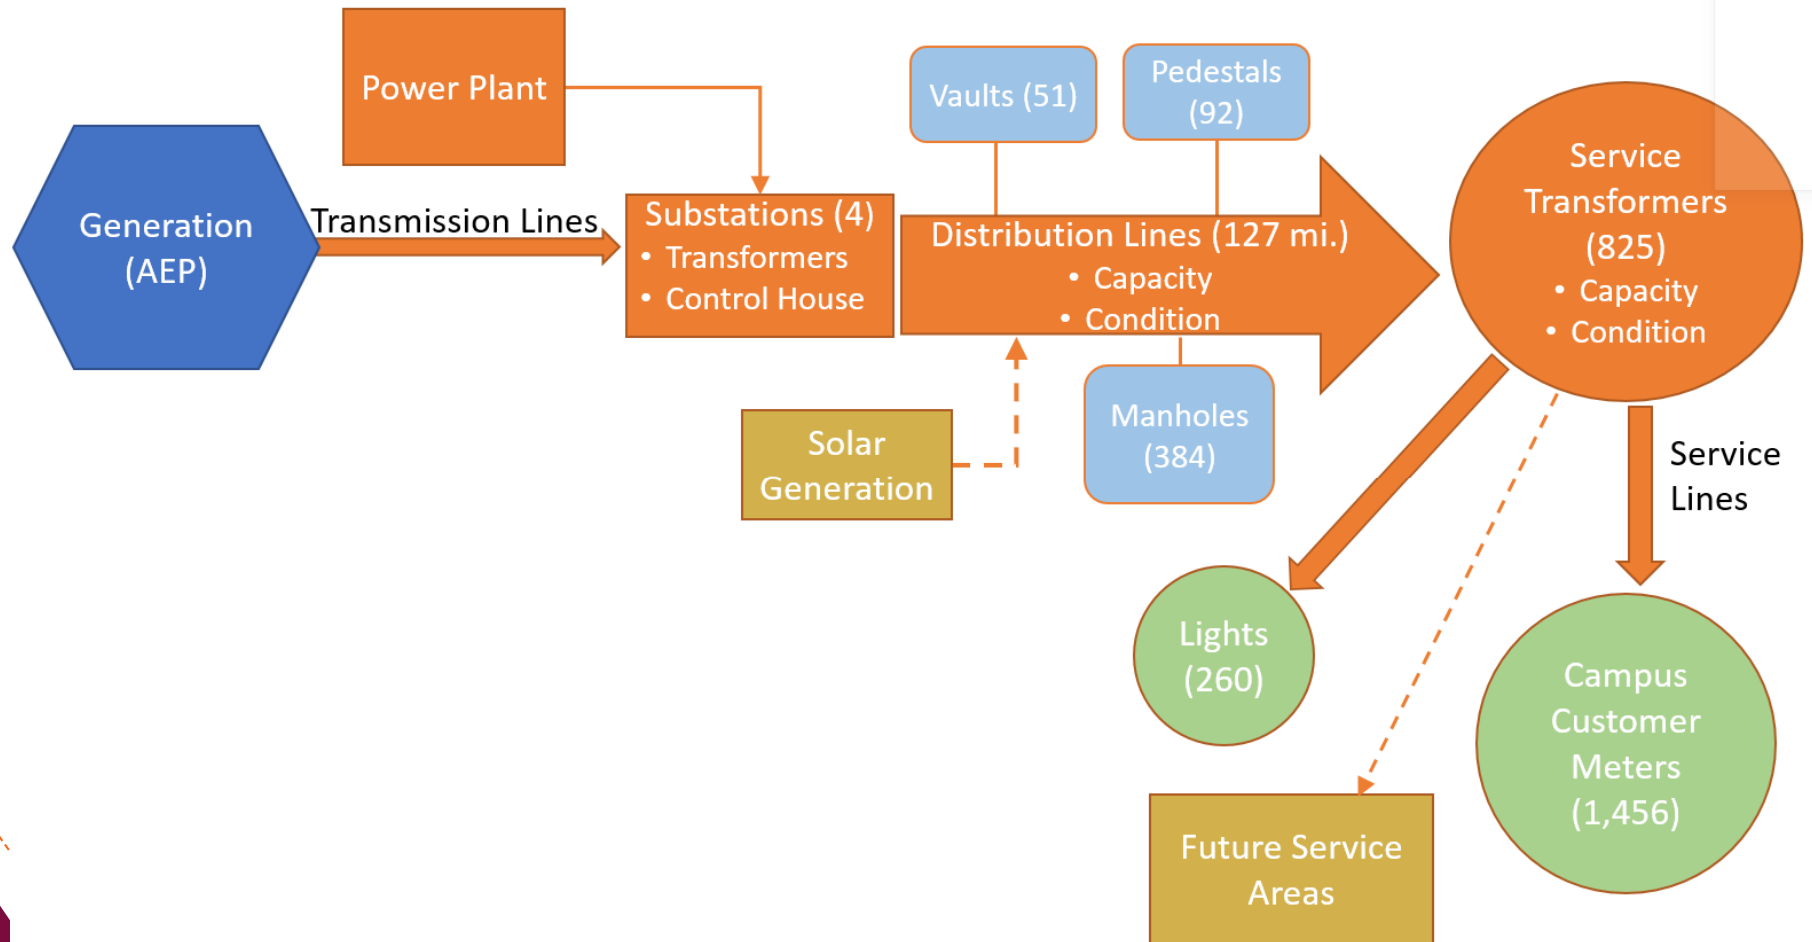 Power Plant
Vaults (51)
Pedestals
(92)
Generation
(AEP)
Transmission Lines
Substations (4)
• Transformers
• Control House
Distribution Lines (127 mi.)
• Capacity
• Condition
Service
Transformers
(825)
• Capacity
• Condition
Solar
Generation
Manholes
(384)
Service
Lines
Lights
(260)
Campus
Customer
Meters
(1,456)
Future Service
Areas